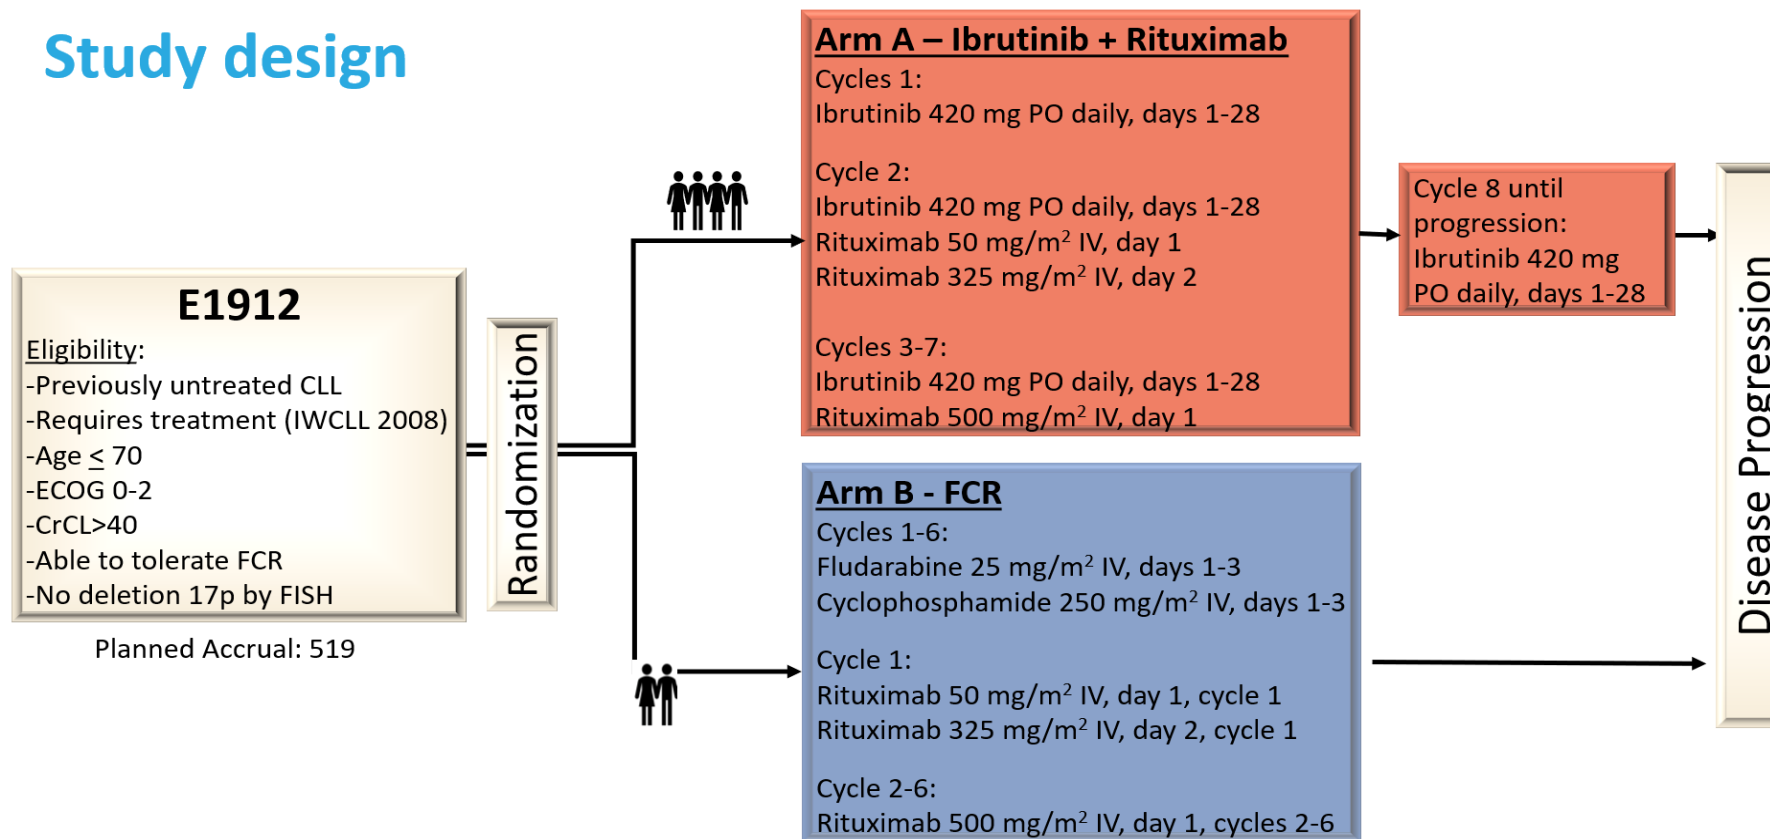 Study design
E1912
Eligibility:
-Previously untreated CLL
-Requires treatment (IWCLL 2008)
-Age ≤ 70
-ECOG 0-2
-CrCL>40
-Able to tolerate FCR
-No deletion 17p by FISH
Planned Accrual: 519
Randomization
Arm A – Ibrutinib + Rituximab
Cycles 1:
Ibrutinib 420 mg PO daily, days 1-28
Cycle 2:
Ibrutinib 420 mg PO daily, days 1-28
Rituximab 50 mg/m² IV, day 1
Rituximab 325 mg/m² IV, day 2
Cycles 3-7:
Ibrutinib 420 mg PO daily, days 1-28
Rituximab 500 mg/m² IV, day 1
Cycle 8 until
progression:
Ibrutinib 420 mg
PO daily, days 1-28
Arm B - FCR
Cycles 1-6:
Fludarabine 25 mg/m² IV, days 1-3
Cyclophosphamide 250 mg/m² IV, days 1-3
Cycle 1:
Rituximab 50 mg/m² IV, day 1, cycle 1
Rituximab 325 mg/m² IV, day 2, cycle 1
Cycle 2-6:
Rituximab 500 mg/m² IV, day 1, cycles 2-6
Disease Progression